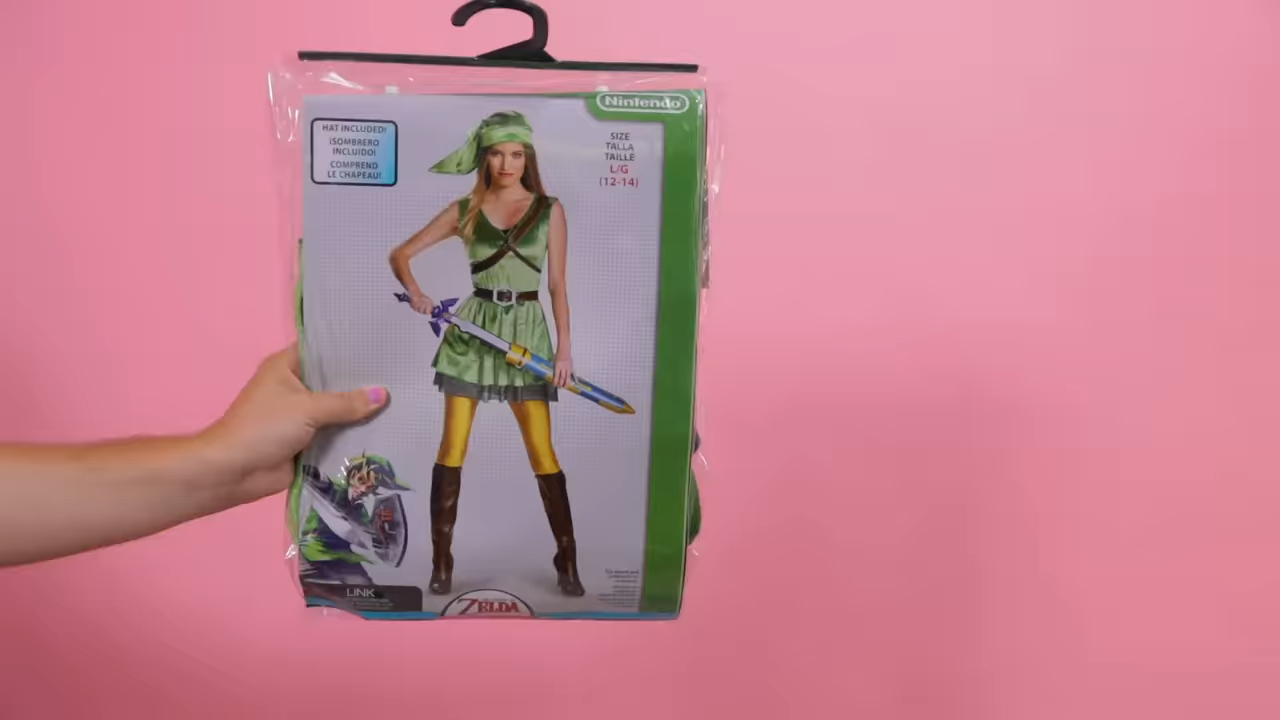 Nintendo
HAT INCLUDED!
¡SOMBRERO
INCLUIDO!
COMPREND
LE CHAPEAU!
SIZE
TALLA
TAILLE
L/G
(12-14)
LINK
ZELDA